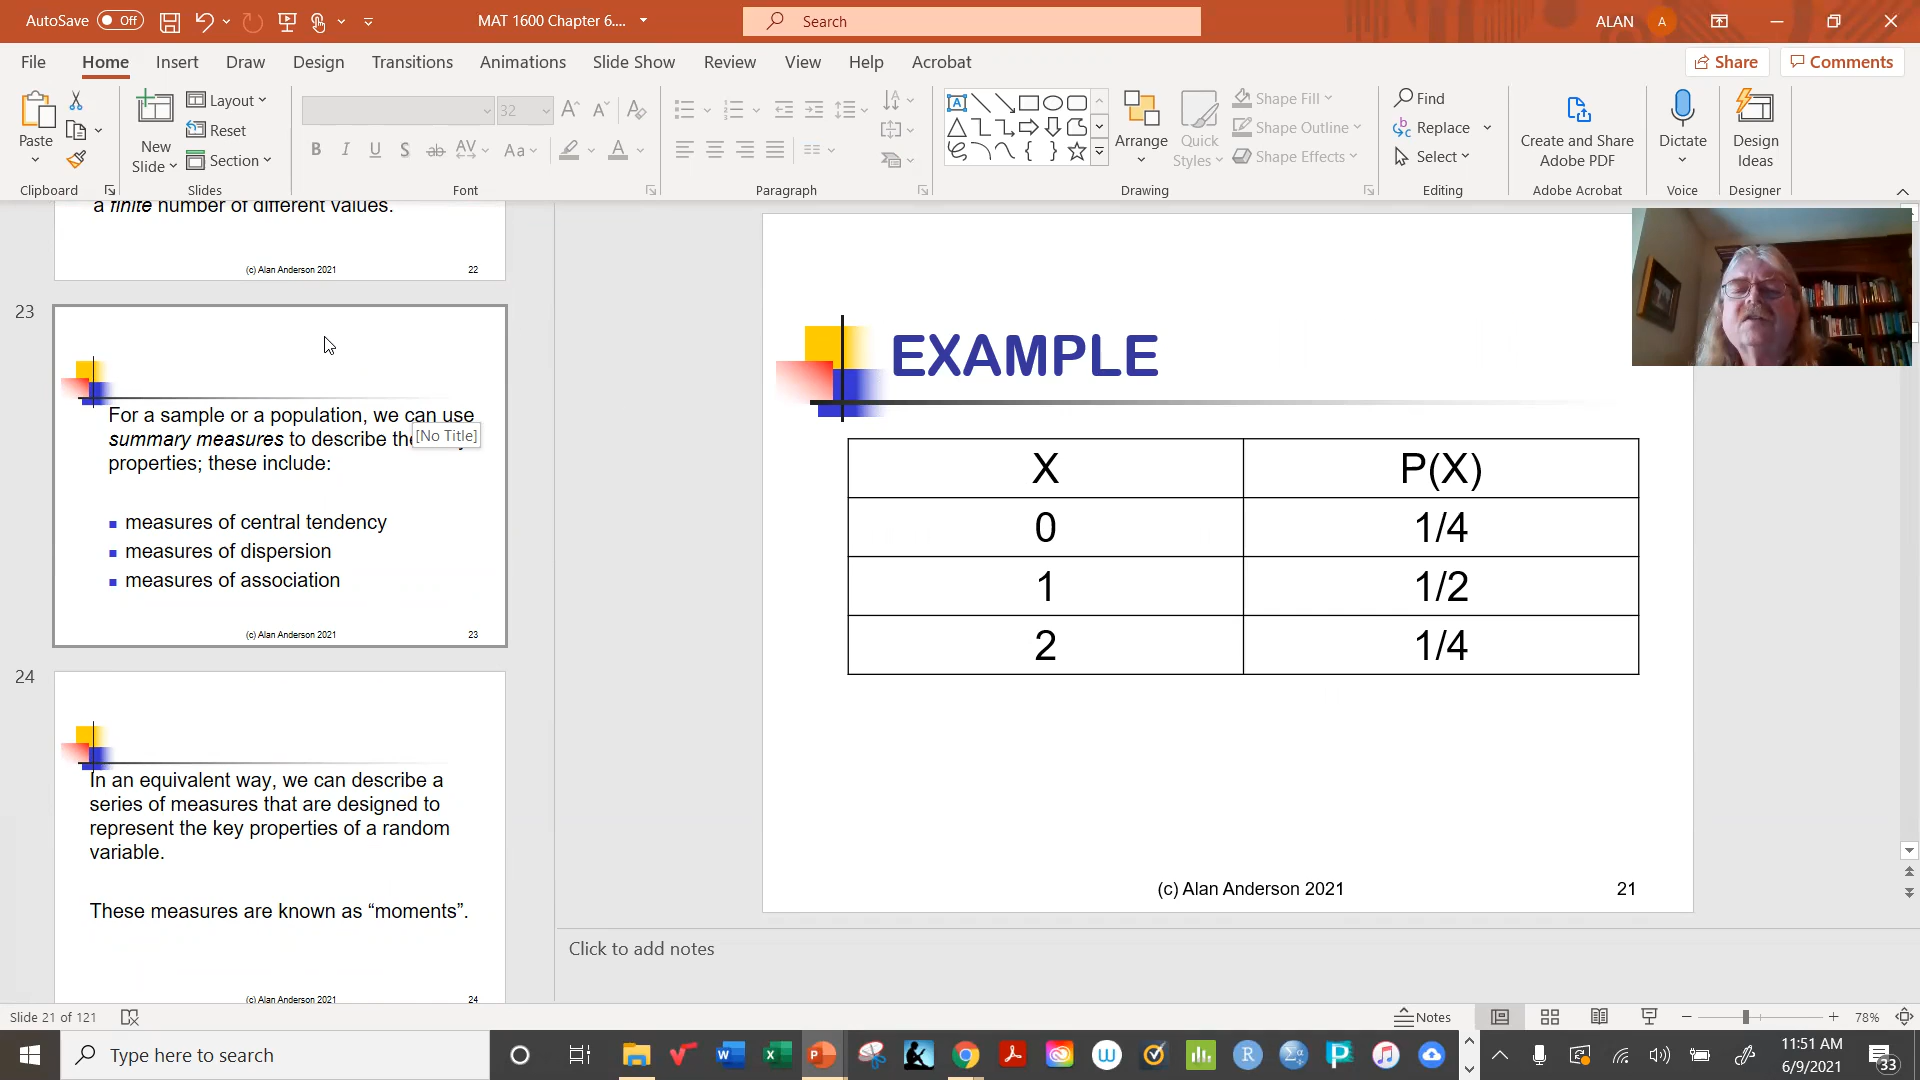 AutoSave Off MAT 1600 Chapter 6.... Search ALAN A
File Home Insert Draw Design Transitions Animations Slide Show Review View Help Acrobat Share Comments
Paste
Clipboard
New
Slide
Layout
Reset
Section
Slides
32
Font
Paragraph
Arrange
Quick
Styles
Shape Fill
Shape Outline
Shape Effects
Drawing
Find
Replace
Select
Editing
Create and Share
Adobe PDF
Adobe Acrobat
Dictate
Voice
Design
Ideas
Designer
a finite number of different values.
(c) Alan Anderson 2021 22
23
For a sample or a population, we can use
summary measures to describe the
[No Title]
properties; these include:
measures of central tendency
measures of dispersion
measures of association
(c) Alan Anderson 2021 23
24
In an equivalent way, we can describe a
series of measures that are designed to
represent the key properties of a random
variable.
These measures are known as “moments”.
(c) Alan Anderson 2021 24
EXAMPLE
X P(X)
0 1/4
1 1/2
2 1/4
(c) Alan Anderson 2021 21
Click to add notes
Slide 21 of 121 Notes 78%
Type here to search
11:51 AM
6/9/2021
33